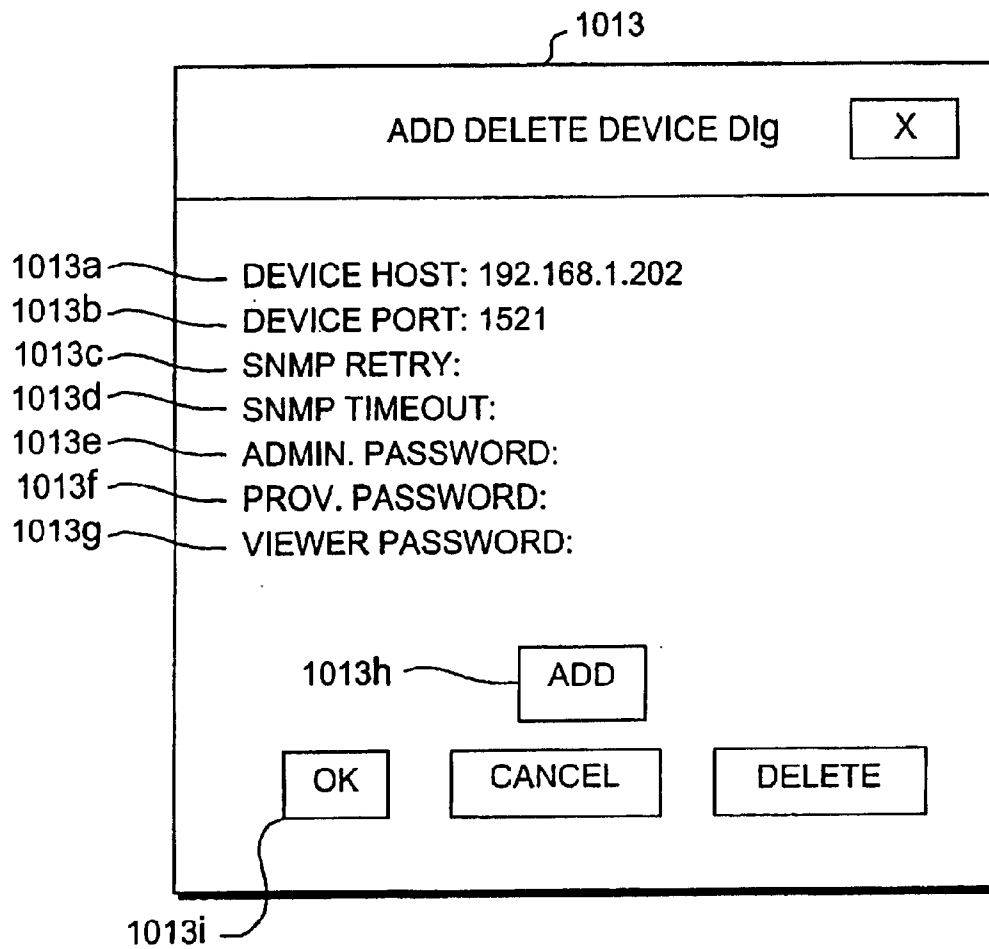 1013
ADD DELETE DEVICE Dlg X
1013a DEVICE HOST: 192.168.1.202
1013b DEVICE PORT: 1521
1013c SNMP RETRY:
1013d SNMP TIMEOUT:
1013e ADMIN. PASSWORD:
1013f PROV. PASSWORD:
1013g VIEWER PASSWORD:
1013h ADD
OK CANCEL DELETE
1013i